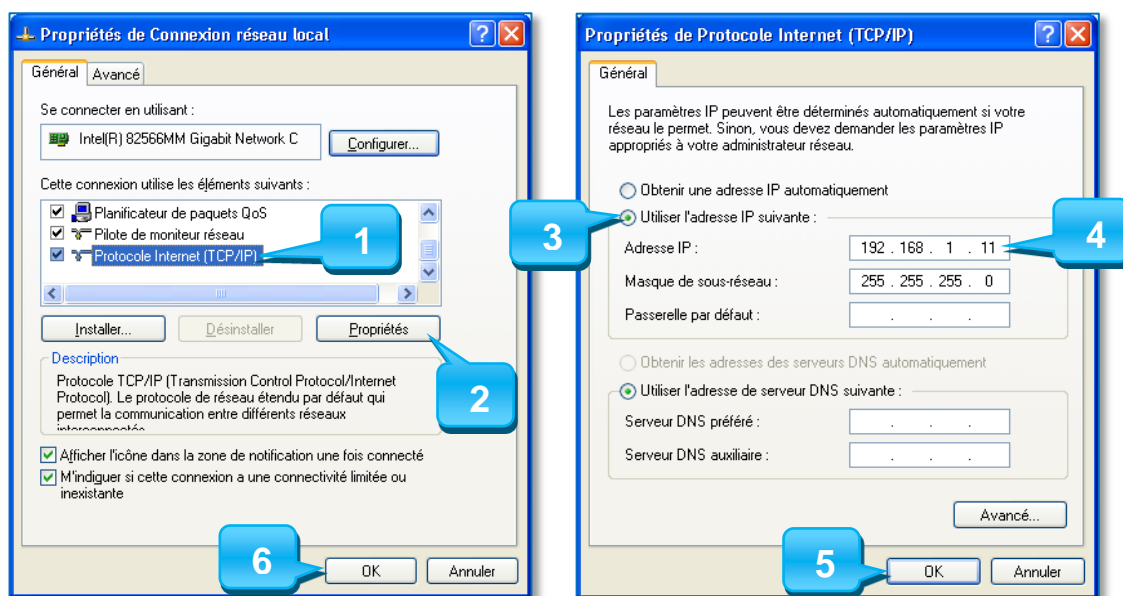 Propriétés de Connexion réseau local
Général Avancé
Se connecter en utilisant :
Intel(R) 82566MM Gigabit Network C
Configurer...
Cette connexion utilise les éléments suivants :
Planificateur de paquets QoS
Pilote de moniteur réseau
Protocole Internet (TCP/IP)
1
Installer... Désinstaller Propriétés
2
Description
Protocole TCP/IP (Transmission Control Protocol/Internet
Protocol). Le protocole de réseau étendu par défaut qui
permet la communication entre différents réseaux
interconnectés
Afficher l'icône dans la zone de notification une fois connecté
M'indiguer si cette connexion a une connectivité limitée ou
inexistante
6
OK Annuler
Propriétés de Protocole Internet (TCP/IP)
Général
Les paramètres IP peuvent être déterminés automatiquement si votre
réseau le permet. Sinon, vous devez demander les paramètres IP
appropriés à votre administrateur réseau.
Obtenir une adresse IP automatiquement
3
Utiliser l'adresse IP suivante :
Adresse IP : 192 . 168 . 1 . 11
4
Masque de sous-réseau : 255 . 255 . 255 . 0
Passerelle par défaut : . . .
Obtenir les adresses des serveurs DNS automatiquement
Utiliser l'adresse de serveur DNS suivante :
Serveur DNS préféré : . . .
Serveur DNS auxiliaire : . . .
Avancé...
5
OK Annuler